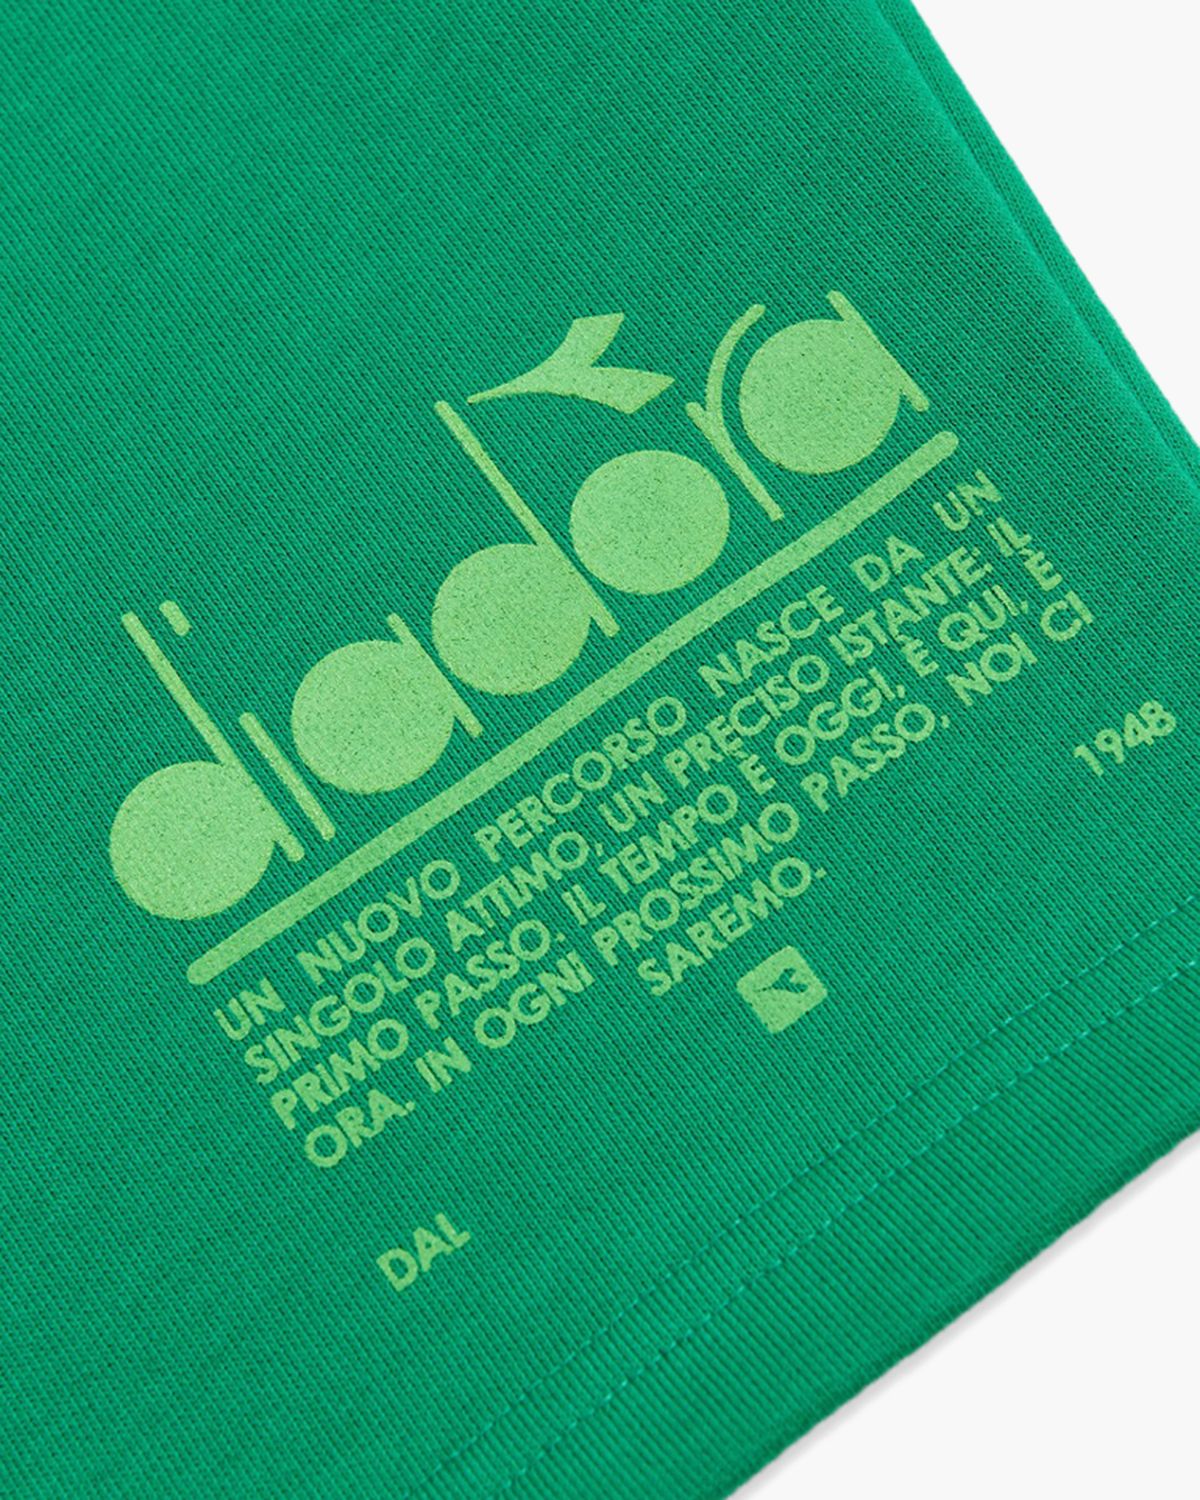 diadora
UN NUOVO PERCORSO NASCE DA UN
SINGOLO ATTIMO, UN PRECISO ISTANTE: IL
PRIMO PASSO. IL TEMPO È OGGI, È QUI, È
ORA. IN OGNI PROSSIMO PASSO, NOI CI
SAREMO.
DAL 1948